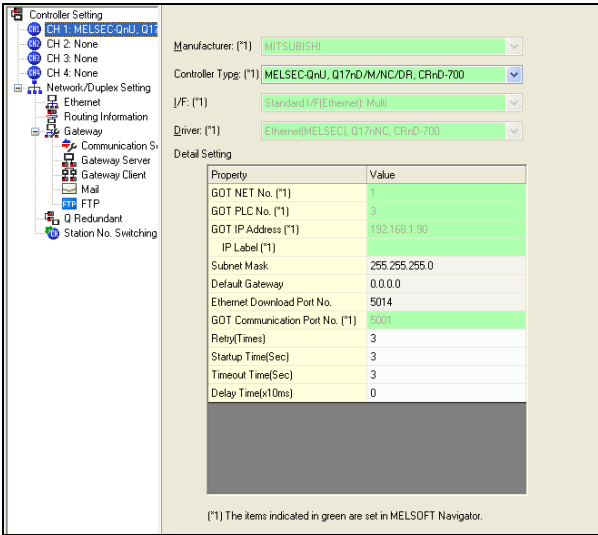 Controller Setting
CH 1: MELSEC-QnU, Q17
CH 2: None
CH 3: None
CH 4: None
Network/Duplex Setting
Ethernet
Routing Information
Gateway
Communication S
Gateway Server
Gateway Client
Mail
FTP FTP
Q Redundant
Station No. Switching
Manufacturer: (*1) MITSUBISHI
Controller Type: (*1) MELSEC-QnU, Q17nD/M/NC/DR, CRnD-700
I/F: (*1) Standard I/F(Ethernet): Multi
Driver: (*1) Ethernet(MELSEC), Q17nNC, CRnD-700
Detail Setting
Property Value
GOT NET No. (*1) 1
GOT PLC No. (*1) 3
GOT IP Address (*1) 192.168.1.90
IP Label (*1)
Subnet Mask 255.255.255.0
Default Gateway 0.0.0.0
Ethernet Download Port No. 5014
GOT Communication Port No. (*1) 5001
Retry(Times) 3
Startup Time(Sec) 3
Timeout Time(Sec) 3
Delay Time(x10ms) 0
(*1) The items indicated in green are set in MELSOFT Navigator.